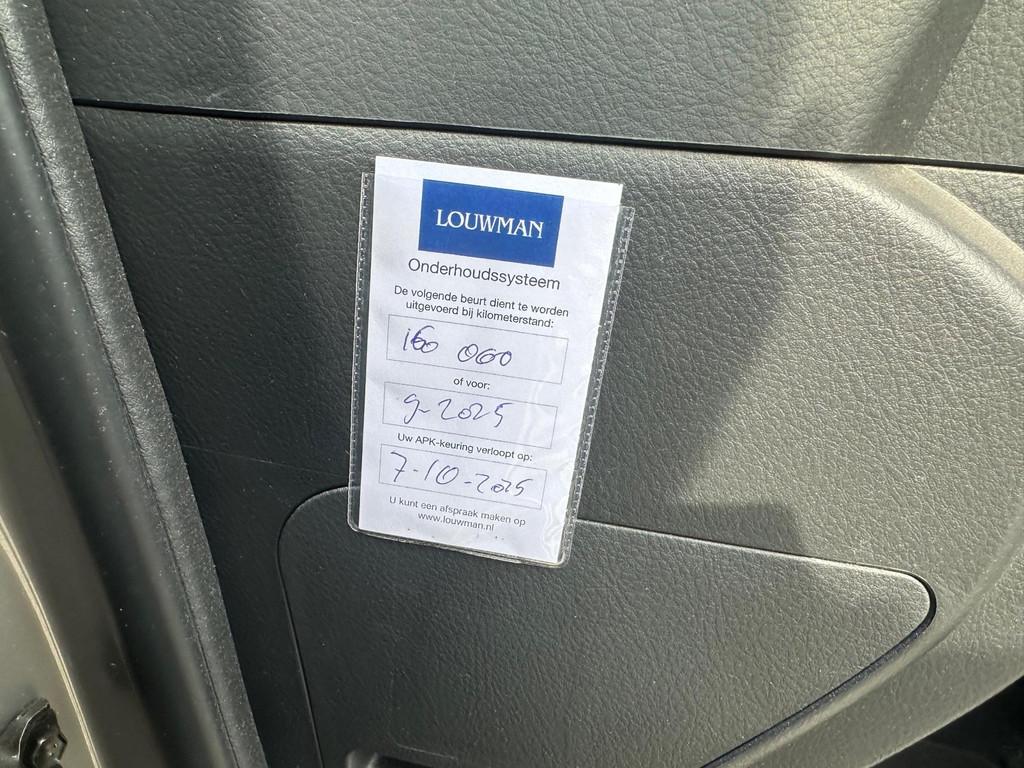 LOUWMAN
Onderhoudssysteem
De volgende beurt dient te worden
uitgevoerd bij kilometerstand:
160 000
of voor:
9-2025
Uw APK-keuring verloopt op:
7-10-2025
U kunt een afspraak maken op
www.louwman.nl